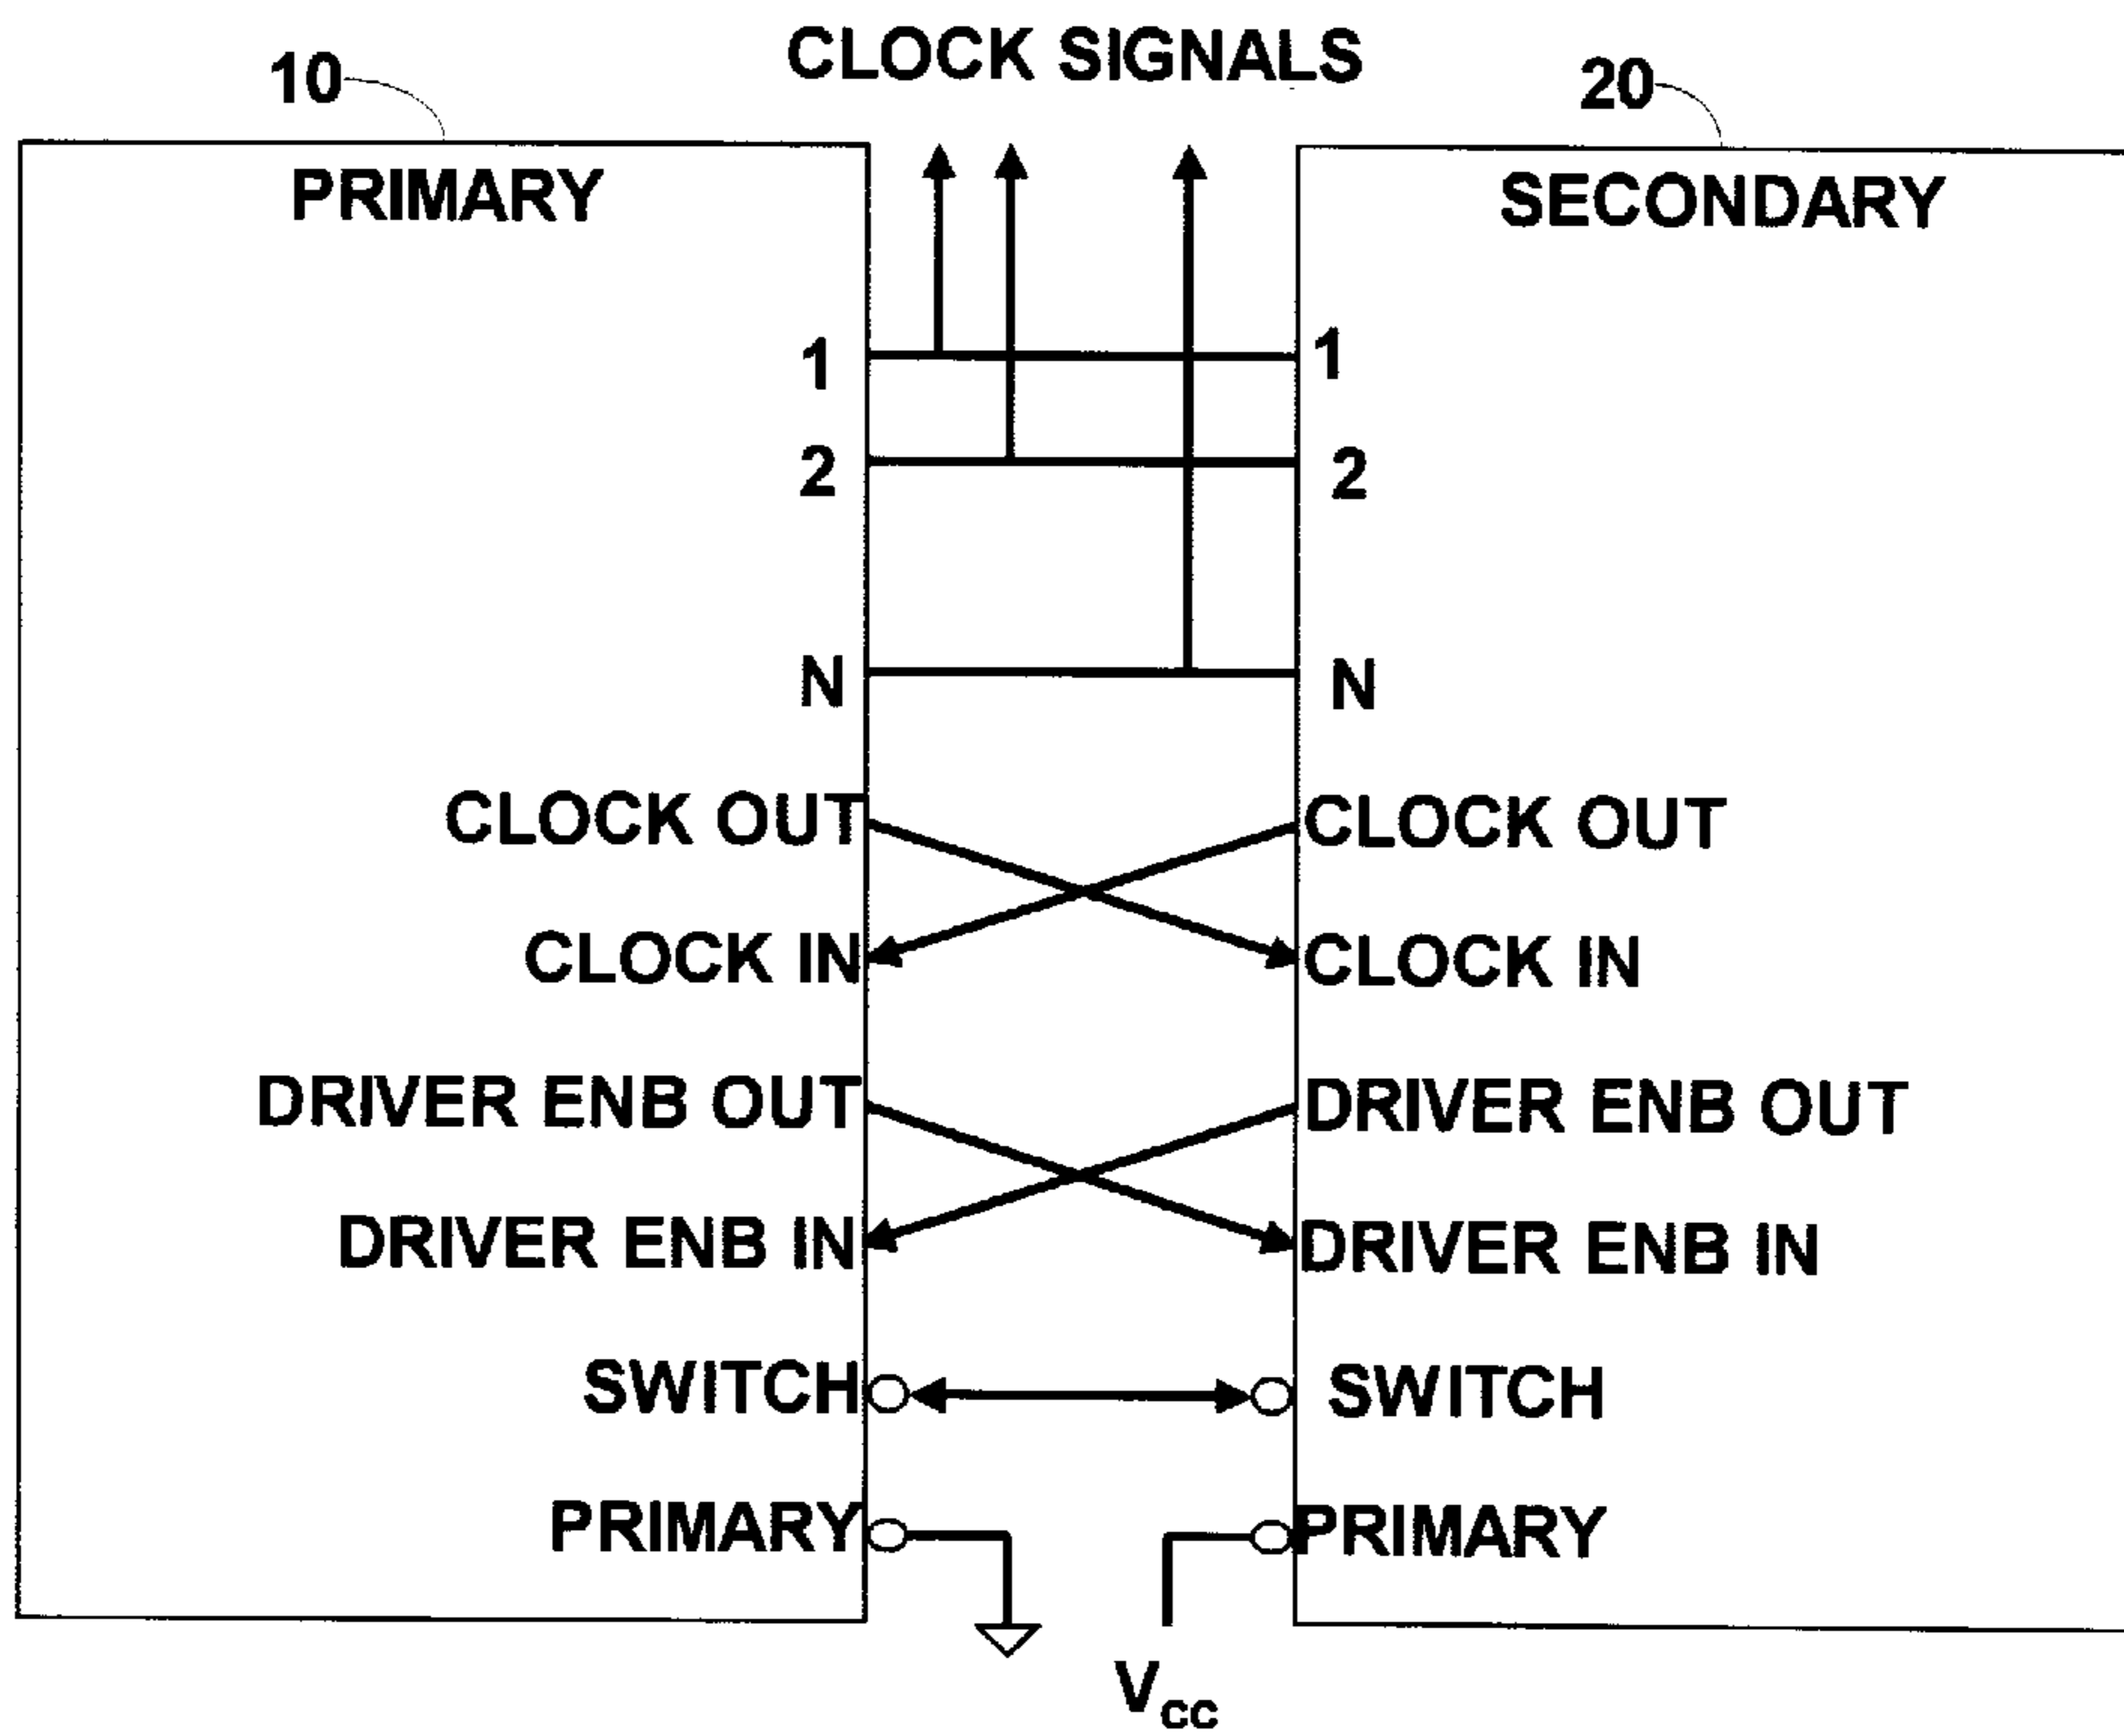 CLOCK SIGNALS
10
20
PRIMARY
SECONDARY
1
1
2
2
N
N
CLOCK OUT
CLOCK OUT
CLOCK IN
CLOCK IN
DRIVER ENB OUT
DRIVER ENB OUT
DRIVER ENB IN
DRIVER ENB IN
SWITCH
SWITCH
PRIMARY
PRIMARY
Vcc